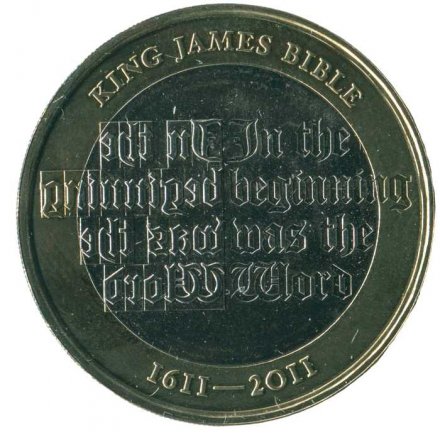 KING JAMES BIBLE
In the
beginning
was the
Word
1611—2011